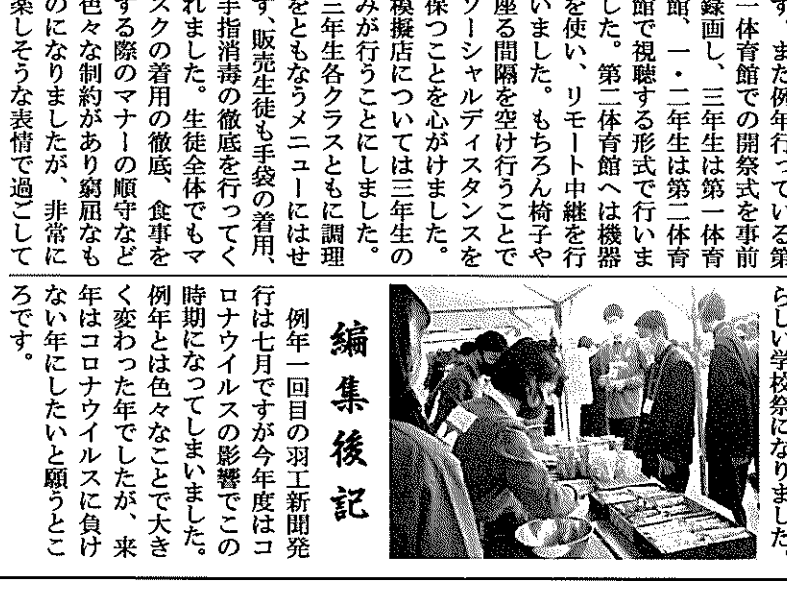 す。また例年行っている第
一体育館での開祭式を事前
録画し、三年生は第一体育
館、一・二年生は第二体育
館で視聴する形式で行いま
した。第二体育館へは機器
を使い、リモート中継を行
いました。もちろん椅子や
座る間隔を空け行うことで
ソーシャルディスタンスを
保つことを心がけました。
模擬店については三年生の
みが行うことにしました。
三年生各クラスともに調理
をともなうメニューにはせ
ず、販売生徒も手袋の着用、
手指消毒の徹底を行ってく
れました。生徒全体でもマ
スクの着用の徹底、食事を
する際のマナーの順守など
色々な制約があり窮屈なも
のになりましたが、非常に
楽しそうな表情で過ごして
らしい学校祭になりました。
編集後記
例年一回目の羽工新聞発
行は七月ですが今年度はコ
ロナウイルスの影響でこの
時期になってしまいました。
例年とは色々なことで大き
く変わった年でしたが、来
年はコロナウイルスに負け
ない年にしたいと願うとこ
ろです。